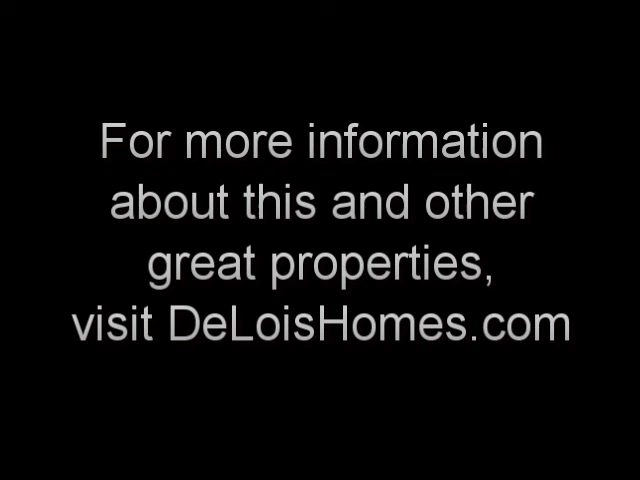 For more information
about this and other
great properties,
visit DeLoisHomes.com